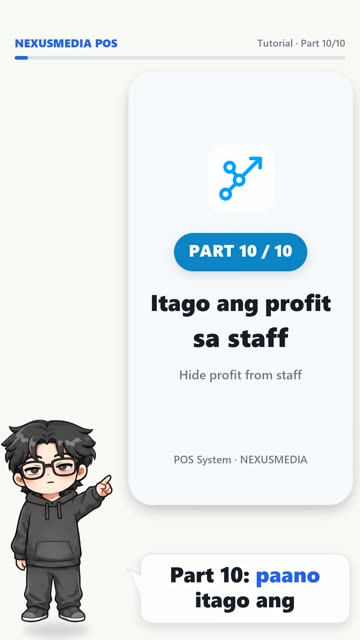 NEXUSMEDIA POS
Tutorial · Part 10/10
PART 10 / 10
Itago ang profit
sa staff
Hide profit from staff
POS System · NEXUSMEDIA
Part 10: paano
itago ang